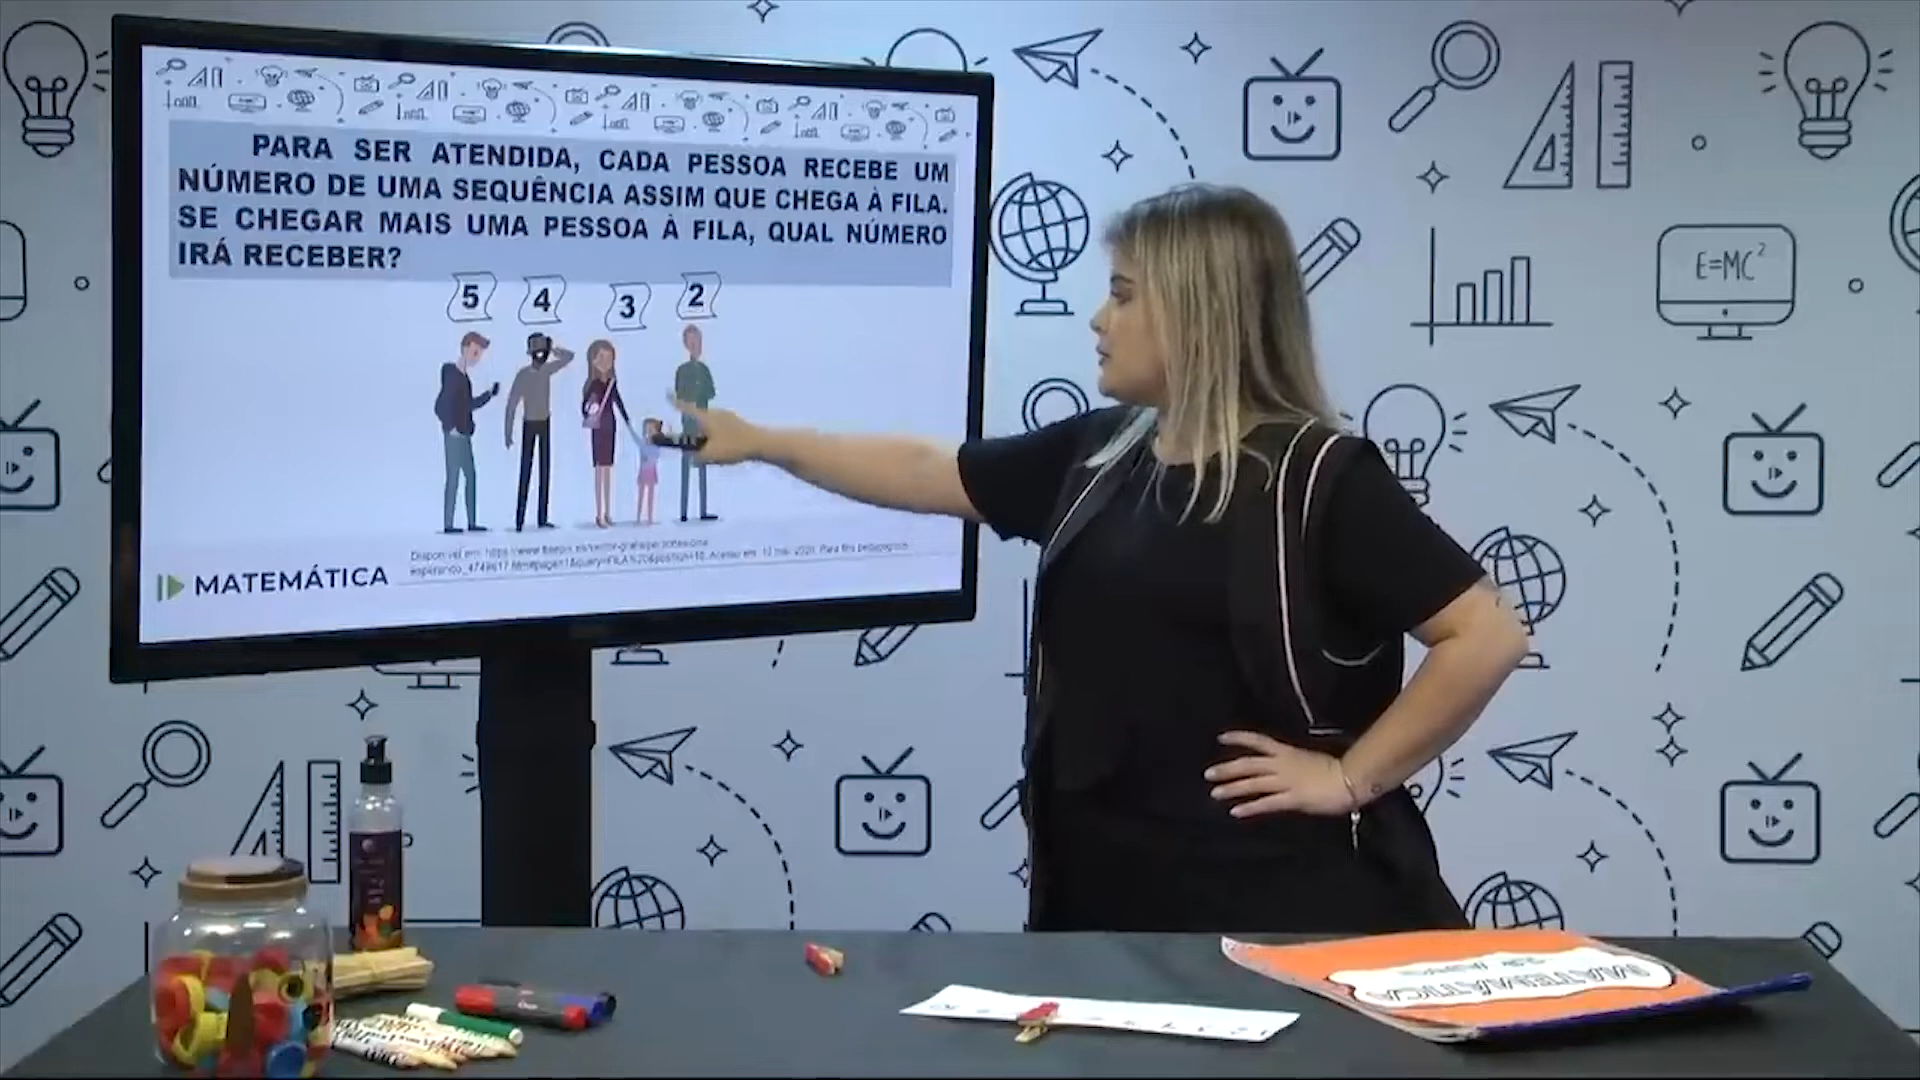 PARA SER ATENDIDA, CADA PESSOA RECEBE UM
NÚMERO DE UMA SEQUÊNCIA ASSIM QUE CHEGA À FILA.
SE CHEGAR MAIS UMA PESSOA À FILA, QUAL NÚMERO
IRÁ RECEBER?
5 4 3 2
MATEMÁTICA
E=MC²
MATEMÁTICA